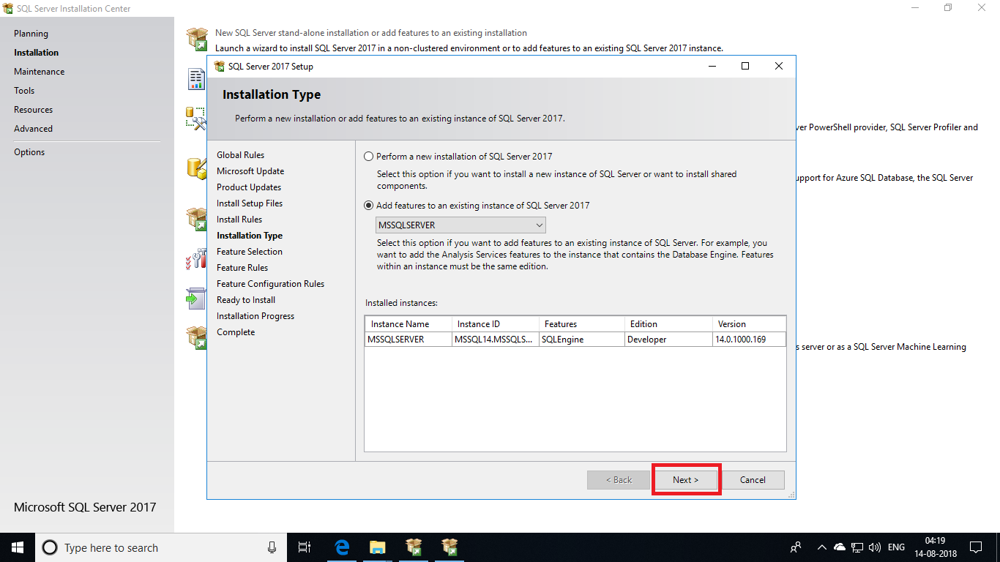 SQL Server Installation Center
Planning
Installation
Maintenance
Tools
Resources
Advanced
Options
Microsoft SQL Server 2017
New SQL Server stand-alone installation or add features to an existing installation
Launch a wizard to install SQL Server 2017 in a non-clustered environment or to add features to an existing SQL Server 2017 instance.
ver PowerShell provider, SQL Server Profiler and
upport for Azure SQL Database, the SQL Server
s server or as a SQL Server Machine Learning
SQL Server 2017 Setup
Installation Type
Perform a new installation or add features to an existing instance of SQL Server 2017.
Global Rules
Microsoft Update
Product Updates
Install Setup Files
Install Rules
Installation Type
Feature Selection
Feature Rules
Feature Configuration Rules
Ready to Install
Installation Progress
Complete
Perform a new installation of SQL Server 2017
Select this option if you want to install a new instance of SQL Server or want to install shared
components.
Add features to an existing instance of SQL Server 2017
MSSQLSERVER
Select this option if you want to add features to an existing instance of SQL Server. For example, you
want to add the Analysis Services features to the instance that contains the Database Engine. Features
within an instance must be the same edition.
Installed instances:
Instance Name Instance ID Features Edition Version
MSSQLSERVER MSSQL14.MSSQLS... SQLEngine Developer 14.0.1000.169
< Back Next > Cancel
Type here to search
ENG
04:19
14-08-2018